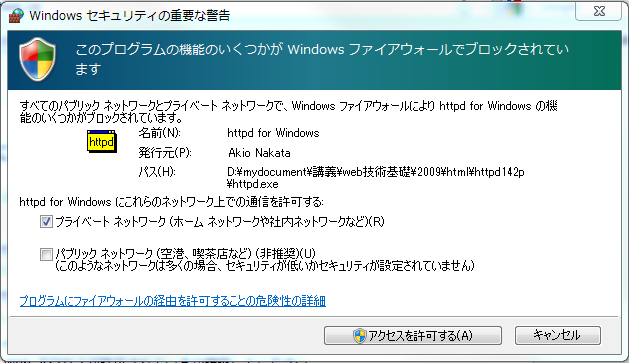 Windows セキュリティの重要な警告
このプログラムの機能のいくつかが Windows ファイアウォールでブロックされてい
ます
すべてのパブリック ネットワークとプライベート ネットワークで、Windows ファイアウォールにより httpd for Windows の機
能のいくつかがブロックされています。
httpd
名前(N): httpd for Windows
発行元(P): Akio Nakata
パス(H): D:¥mydocument¥講義¥web技術基礎¥2009¥html¥httpd142p
¥httpd.exe
httpd for Windows にこれらのネットワーク上での通信を許可する:
プライベート ネットワーク (ホーム ネットワークや社内ネットワークなど)(R)
パブリック ネットワーク (空港、喫茶店など) (非推奨)(U)
(このようなネットワークは多くの場合、セキュリティが低いかセキュリティが設定されていません)
プログラムにファイアウォールの経由を許可することの危険性の詳細
アクセスを許可する(A) キャンセル